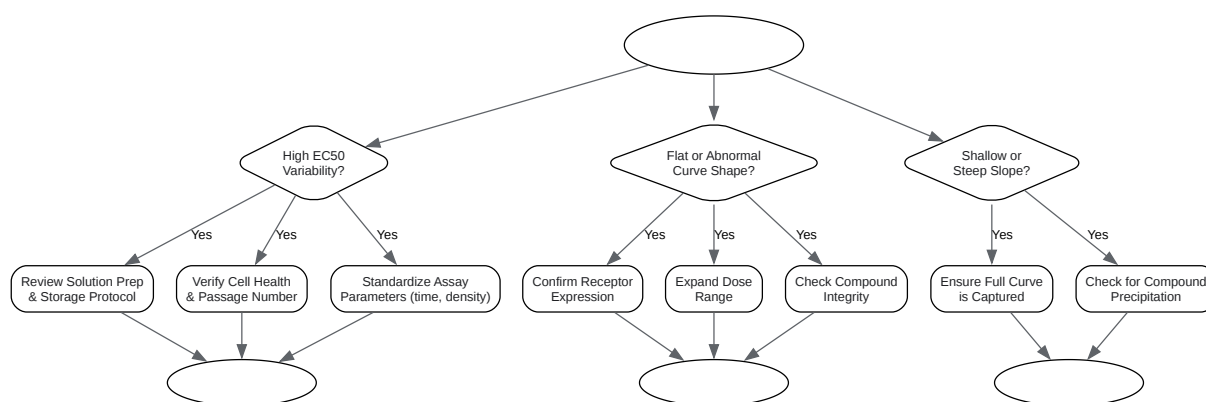 High EC50
Variability?
Flat or Abnormal
Curve Shape?
Shallow or
Steep Slope?
Yes
Yes
Yes
Yes
Yes
Yes
Yes
Yes
Review Solution Prep
& Storage Protocol
Verify Cell Health
& Passage Number
Standardize Assay
Parameters (time, density)
Confirm Receptor
Expression
Expand Dose
Range
Check Compound
Integrity
Ensure Full Curve
is Captured
Check for Compound
Precipitation